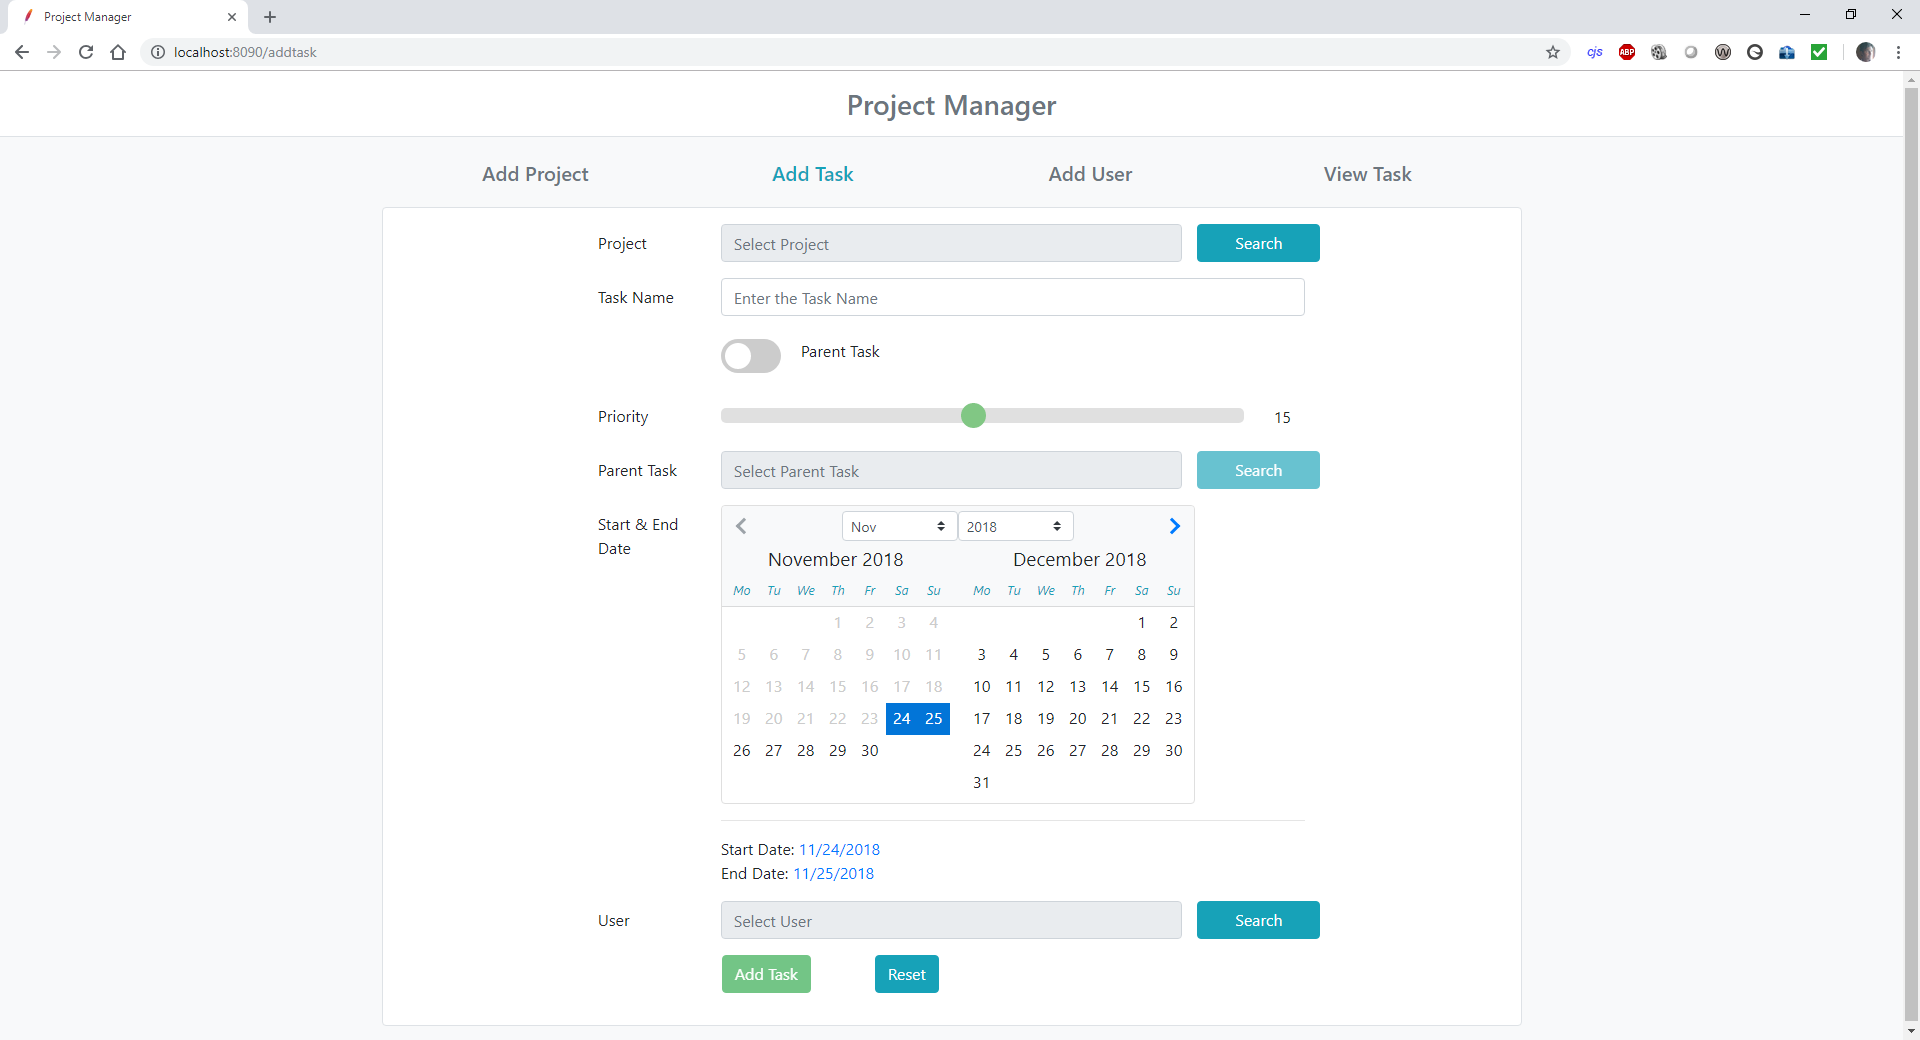 Project Manager
localhost:8090/addtask
cjs
ABP
Project Manager
Add Project Add Task Add User View Task
Project Select Project Search
Task Name Enter the Task Name
Parent Task
Priority 15
Parent Task Select Parent Task Search
Start & End
Date
Nov 2018
November 2018 December 2018
Mo Tu We Th Fr Sa Su Mo Tu We Th Fr Sa Su
1 2 3 4 1 2
5 6 7 8 9 10 11 3 4 5 6 7 8 9
12 13 14 15 16 17 18 10 11 12 13 14 15 16
19 20 21 22 23 24 25 17 18 19 20 21 22 23
26 27 28 29 30 24 25 26 27 28 29 30
31
Start Date: 11/24/2018
End Date: 11/25/2018
User Select User Search
Add Task Reset